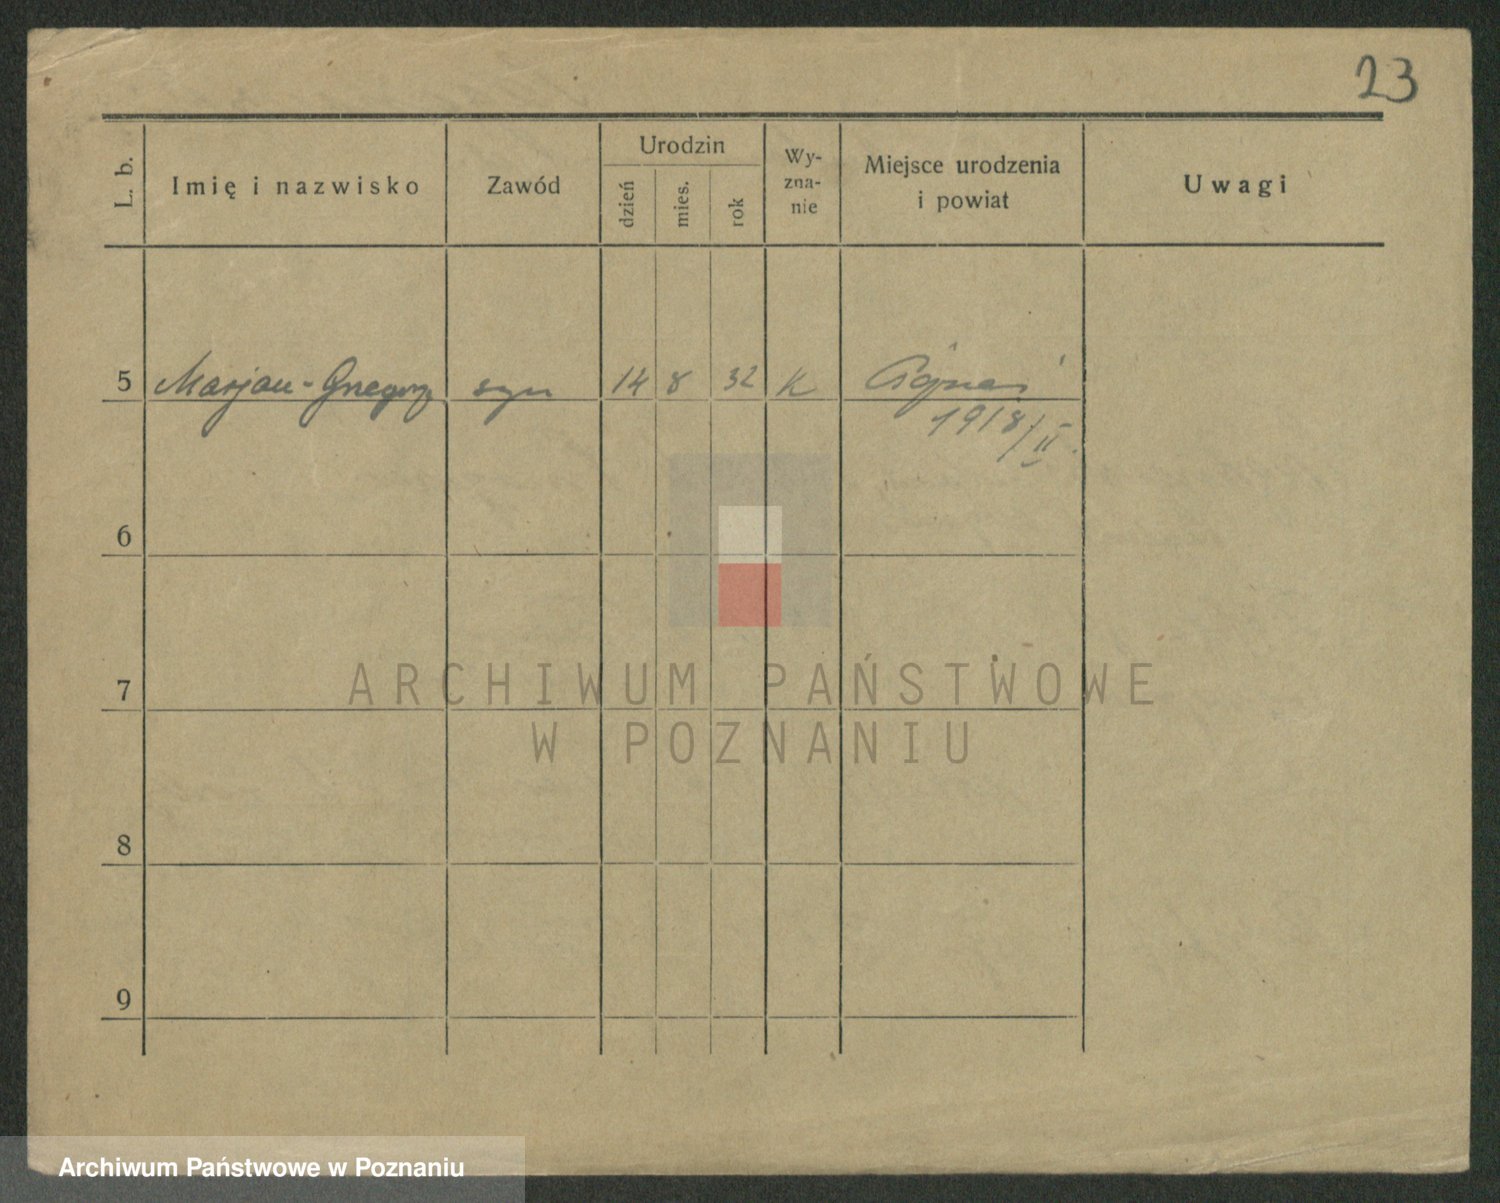 23
L. b.
Imię i nazwisko
Zawód
Urodzin
dzień
mies.
rok
Wy-
zna-
nie
Miejsce urodzenia
i powiat
Uwagi
5 Marjan-Gregorz syn 14 8 32 K Poznań
1918/II.
6
7
8
9
ARCHIWUM PAŃSTWOWE
W POZNANIU
Archiwum Państwowe w Poznaniu